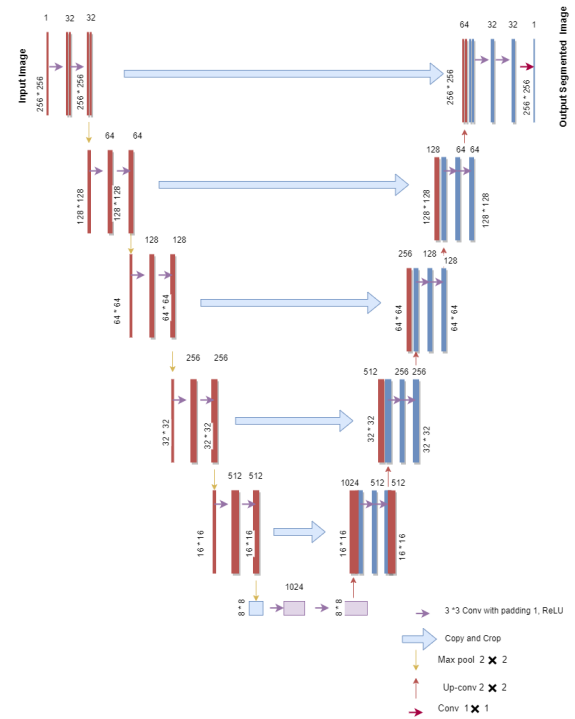 1 32 32
Input Image
256 * 256
256 * 256
64 32 32 1
256 * 256
256 * 256
Output Segmented Image
64 64
128 * 128
128 * 128
128 64 64
128 * 128
128 * 128
128 128
64 * 64
64 * 64
256 128 128
64 * 64
64 * 64
256 256
32 * 32
32 * 32
512 256 256
32 * 32
32 * 32
512 512
16 * 16
16 * 16
1024 512 512
16 * 16
16 * 16
1024
8 * 8
8 * 8
3 *3 Conv with padding 1, ReLU
Copy and Crop
Max pool 2 × 2
Up-conv 2 × 2
Conv 1 × 1